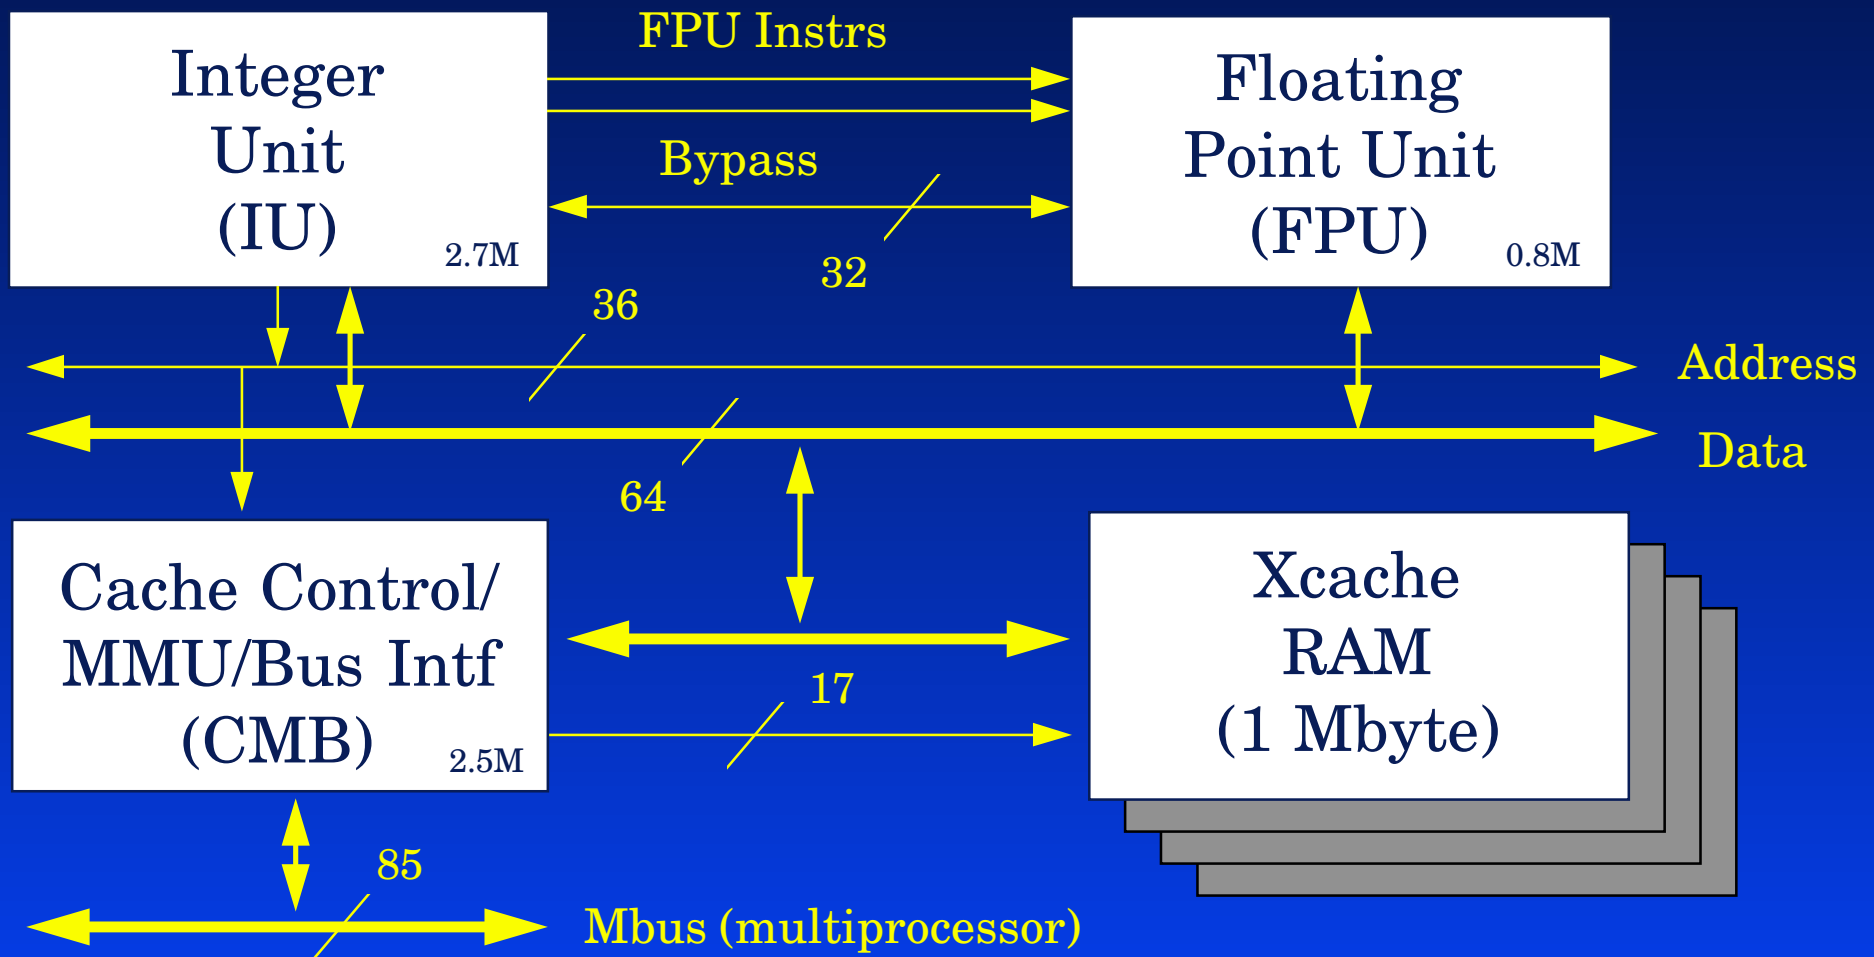 Integer
Unit
(IU)
2.7M
FPU Instrs
Bypass
32
Floating
Point Unit
(FPU)
0.8M
36
Address
64
Data
Cache Control/
MMU/Bus Intf
(CMB)
2.5M
17
Xcache
RAM
(1 Mbyte)
85
Mbus (multiprocessor)